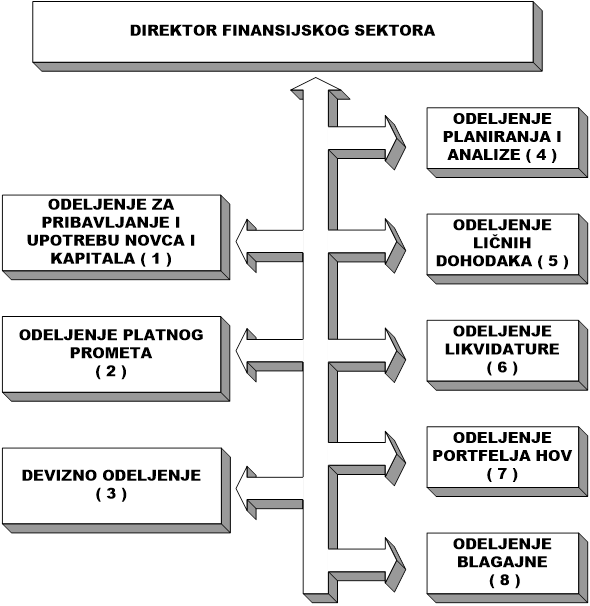 DIREKTOR FINANSIJSKOG SEKTORA
ODELJENJE ZA
PRIBAVLJANJE I
UPOTREBU NOVCA I
KAPITALA ( 1 )
ODELJENJE PLATNOG
PROMETA
( 2 )
DEVIZNO ODELJENJE
( 3 )
ODELJENJE
PLANIRANJA I
ANALIZE ( 4 )
ODELJENJE
LIČNIH
DOHODAKA ( 5 )
ODELJENJE
LIKVIDATURE
( 6 )
ODELJENJE
PORTFELJA HOV
( 7 )
ODELJENJE
BLAGAJNE
( 8 )